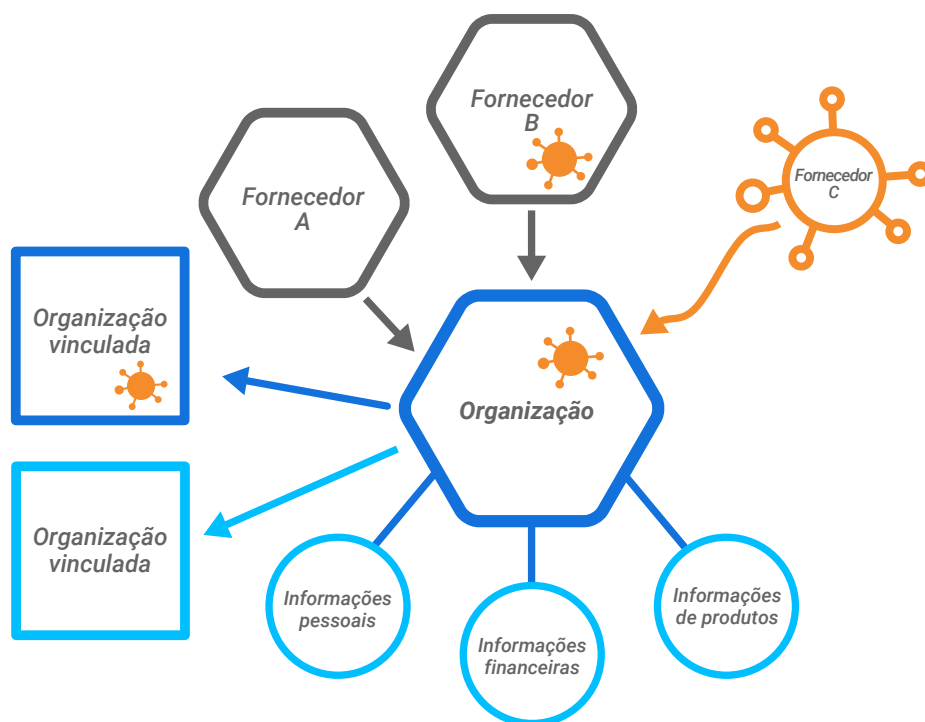 Fornecedor
B
Fornecedor
A
Fornecedor
C
Organização
vinculada
Organização
Organização
vinculada
Informações
pessoais
Informações
financeiras
Informações
de produtos